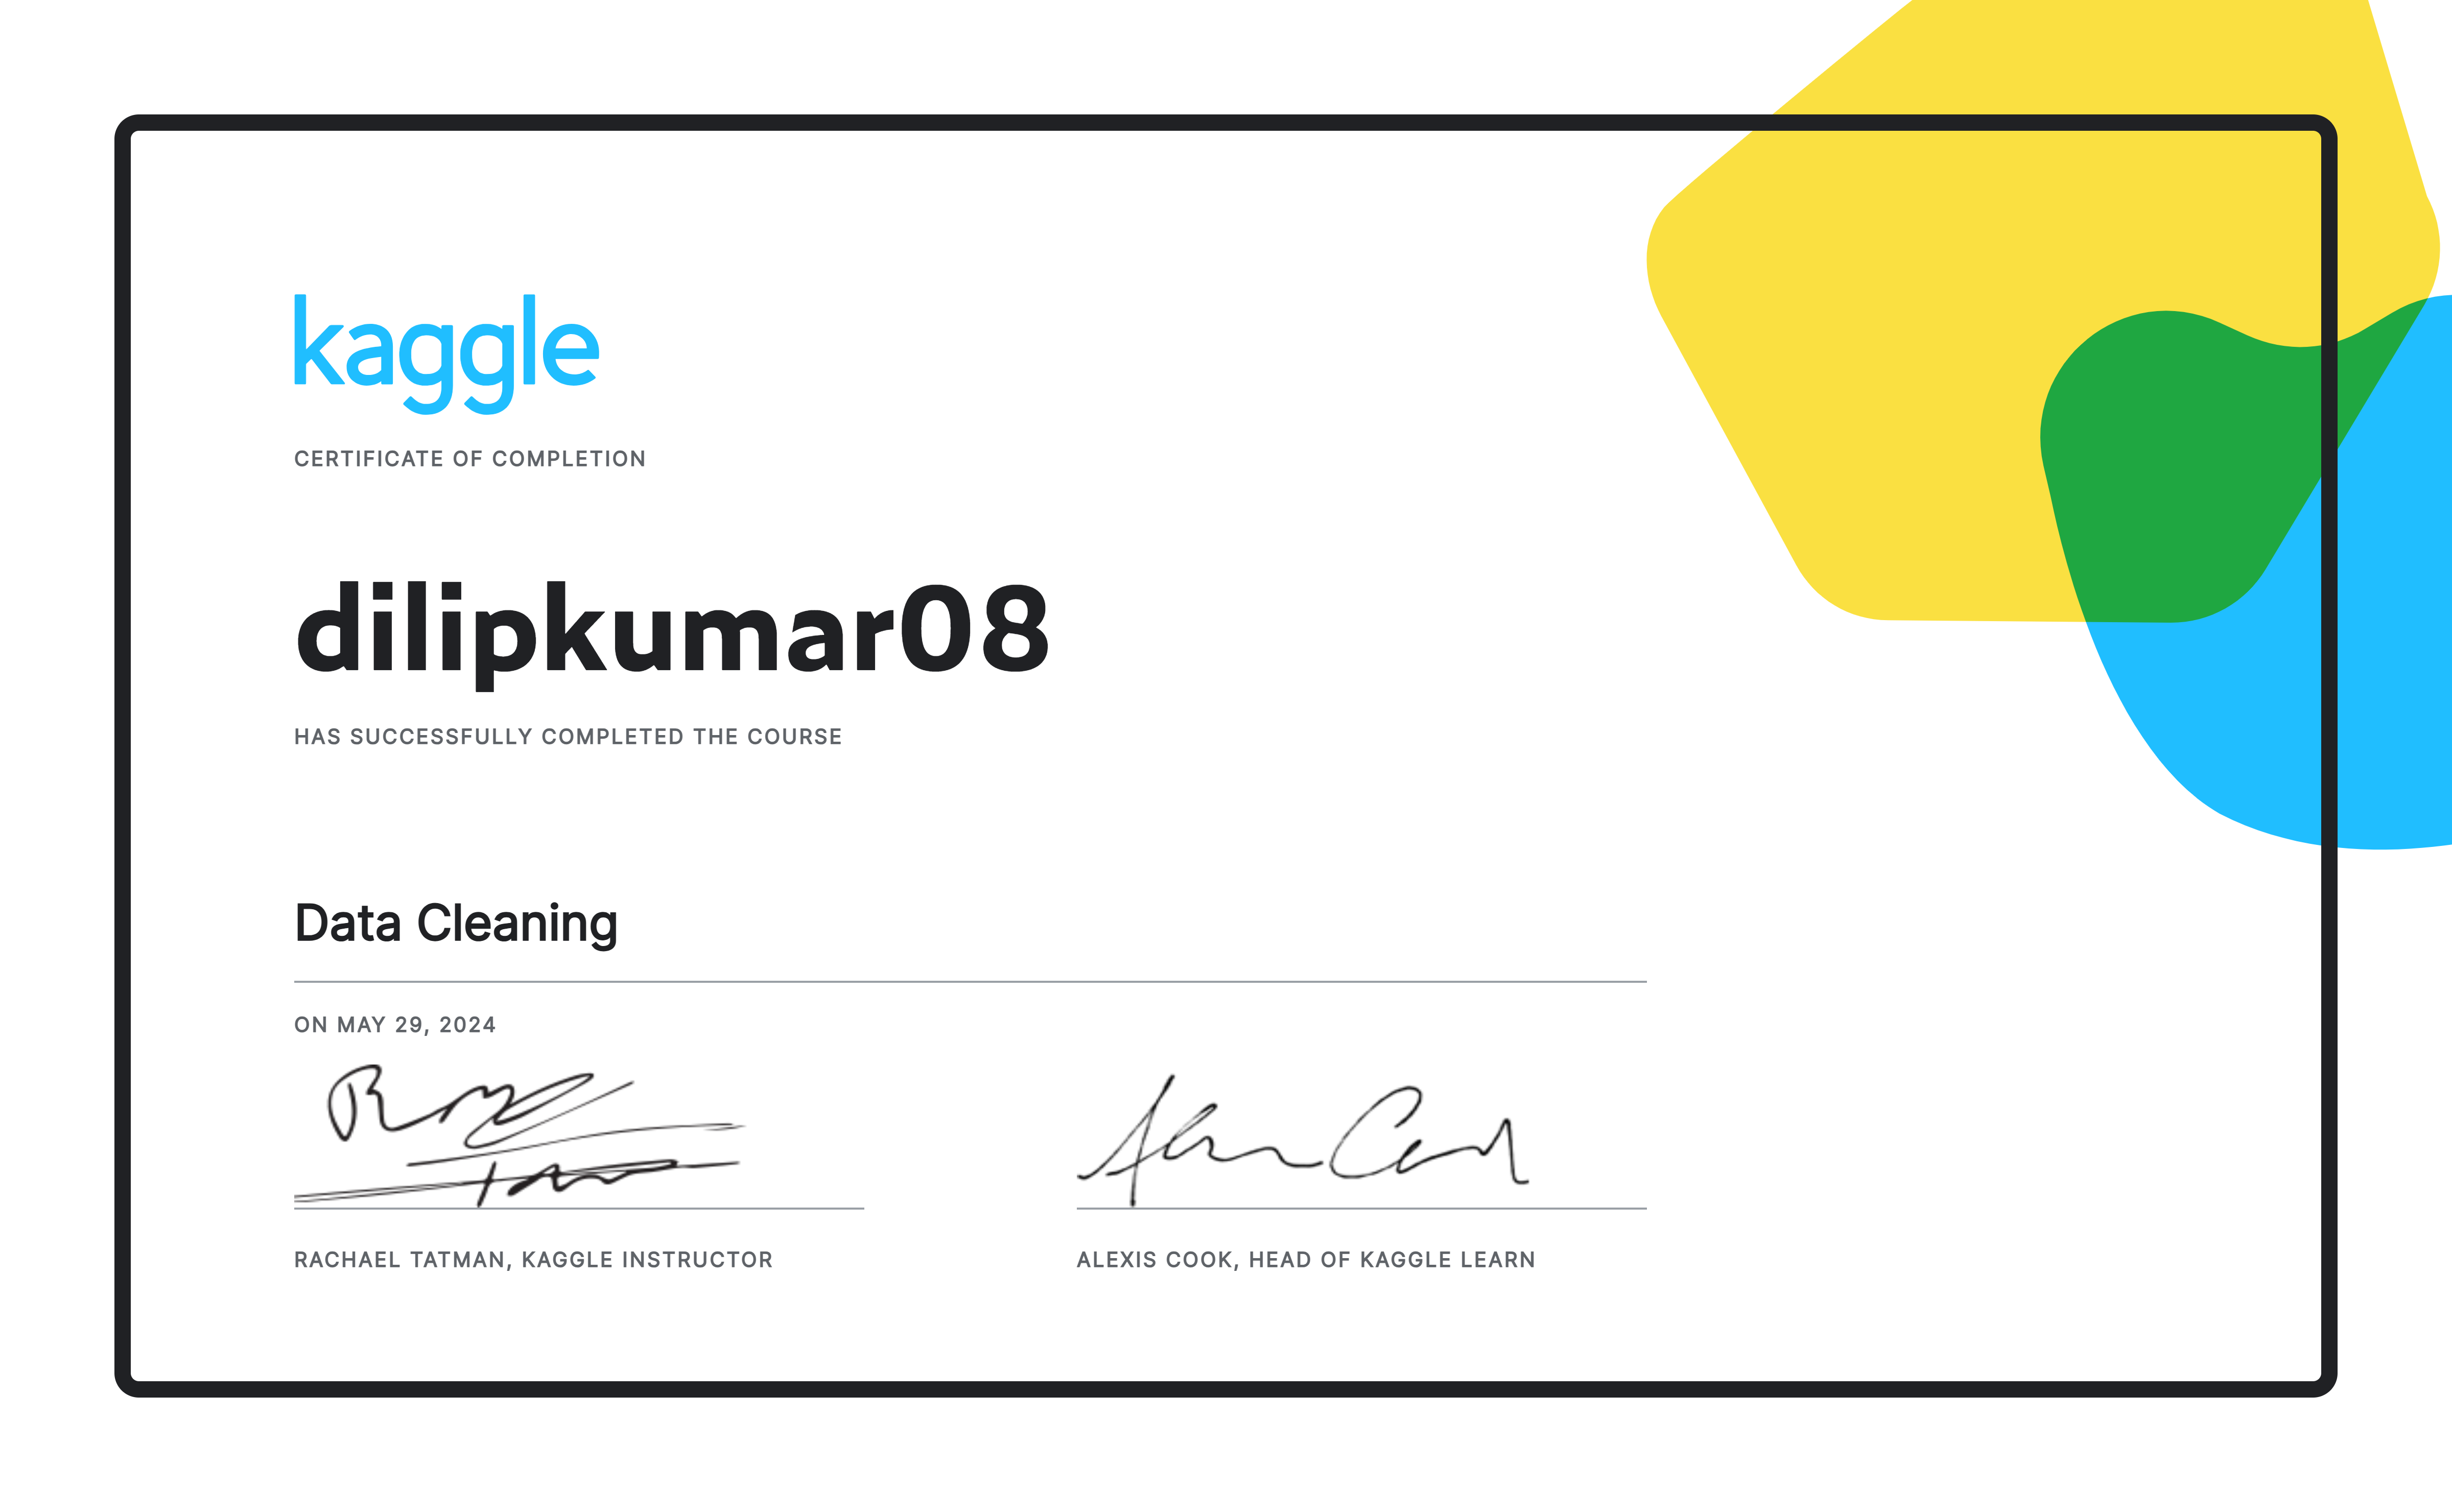 kaggle
CERTIFICATE OF COMPLETION
dilipkumar08
HAS SUCCESSFULLY COMPLETED THE COURSE
Data Cleaning
ON MAY 29, 2024
RACHAEL TATMAN, KAGGLE INSTRUCTOR
ALEXIS COOK, HEAD OF KAGGLE LEARN